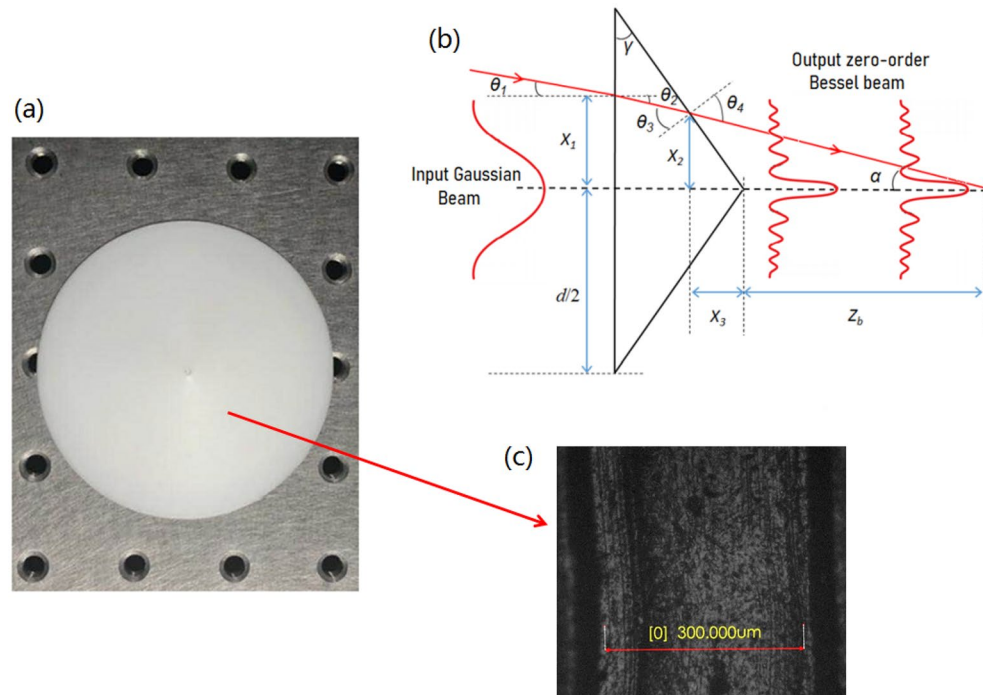 (a)
(b)
γ
θ₁
θ₂
θ₃
θ₄
X₁
X₂
Input Gaussian
Beam
Output zero-order
Bessel beam
α
d/2
X₃
Z_b
(c)
[0] 300.000um